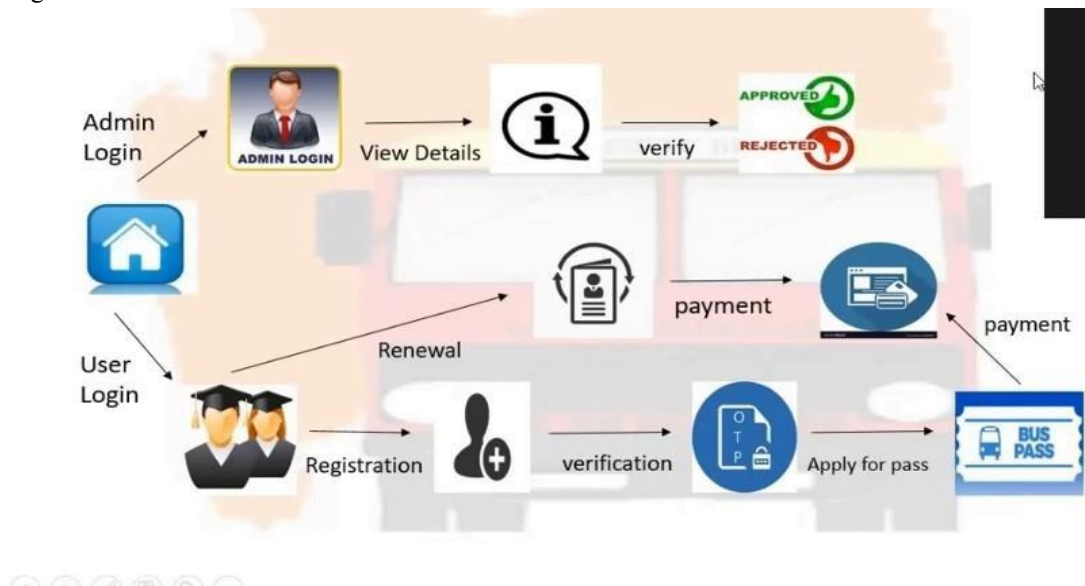 Admin
Login
ADMIN LOGIN
View Details
i
verify
APPROVED
REJECTED
payment
Renewal
payment
User
Login
Registration
verification
O
T
P
Apply for pass
BUS
PASS